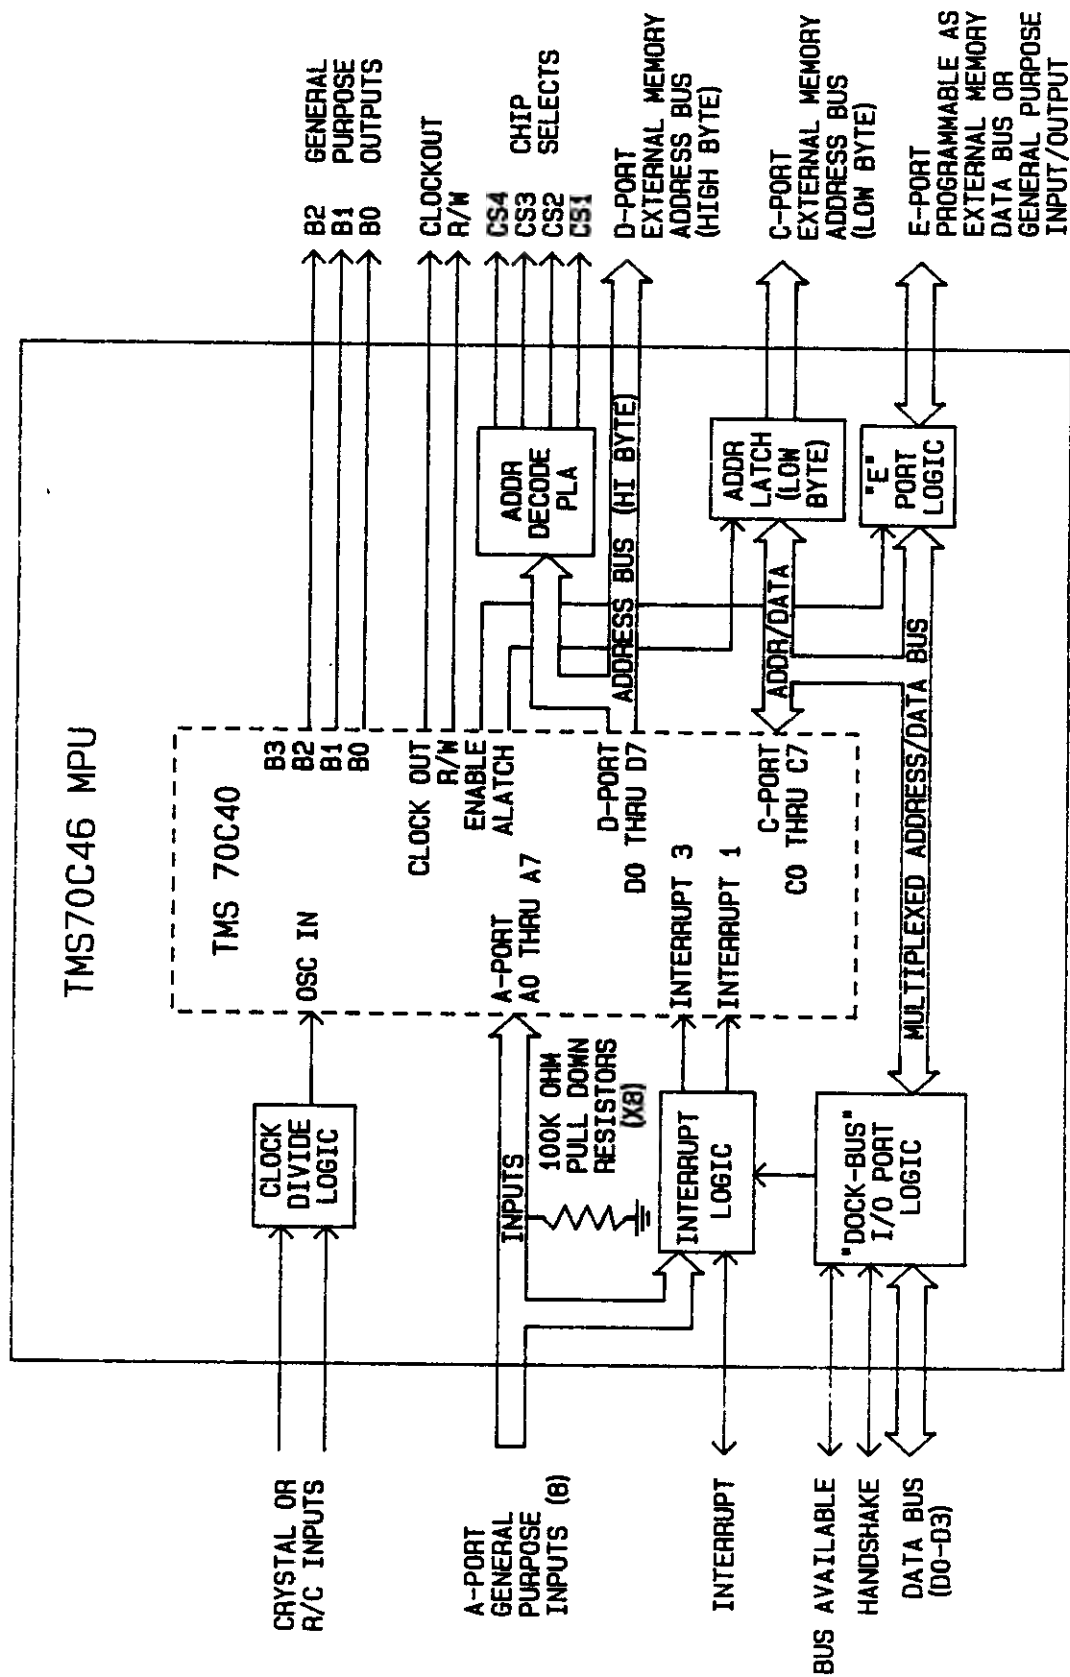 TMS70C46 MPU
TMS 70C40
CRYSTAL OR
R/C INPUTS
CLOCK
DIVIDE
LOGIC
OSC IN
B3
B2
B1
B0
B2
B1
B0
GENERAL
PURPOSE
OUTPUTS
CLOCK OUT
R/W
ENABLE
ALATCH
CLOCKOUT
R/W
A-PORT
GENERAL
PURPOSE
INPUTS (8)
INPUTS
A-PORT
A0 THRU A7
100K OHM
PULL DOWN
RESISTORS
(X8)
ADDR
DECODE
PLA
CS4
CS3
CS2
CS1
CHIP
SELECTS
D-PORT
D0 THRU D7
ADDRESS BUS (HI BYTE)
D-PORT
EXTERNAL MEMORY
ADDRESS BUS
(HIGH BYTE)
INTERRUPT
INTERRUPT
LOGIC
INTERRUPT 3
INTERRUPT 1
C-PORT
C0 THRU C7
ADDR/DATA
ADDR
LATCH
(LOW
BYTE)
C-PORT
EXTERNAL MEMORY
ADDRESS BUS
(LOW BYTE)
BUS AVAILABLE
HANDSHAKE
DATA BUS
(D0-D3)
"DOCK-BUS"
I/O PORT
LOGIC
MULTIPLEXED ADDRESS/DATA BUS
"E"
PORT
LOGIC
E-PORT
PROGRAMMABLE AS
EXTERNAL MEMORY
DATA BUS OR
GENERAL PURPOSE
INPUT/OUTPUT